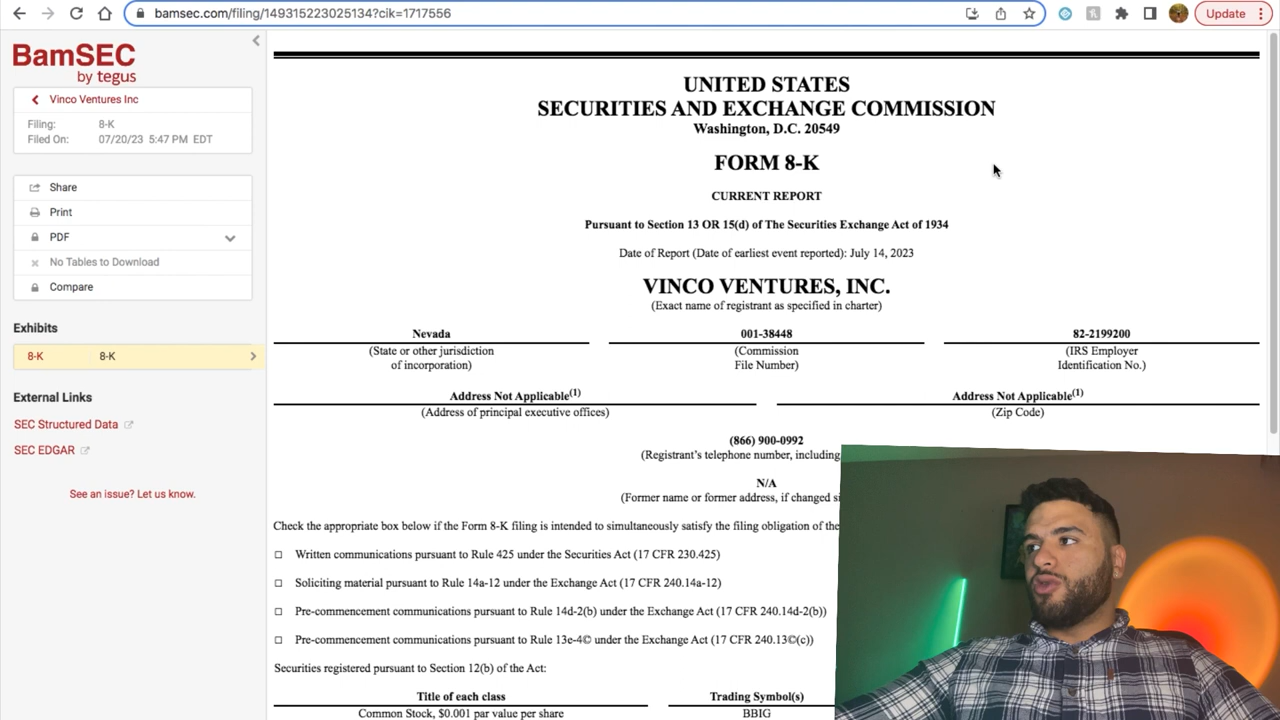 bamsec.com/filing/149315223025134?cik=1717556
Update
BamSEC
by tegus
Vinco Ventures Inc
Filing: 8-K
Filed On: 07/20/23 5:47 PM EDT
Share
Print
PDF
No Tables to Download
Compare
Exhibits
8-K 8-K
External Links
SEC Structured Data
SEC EDGAR
See an issue? Let us know.
UNITED STATES
SECURITIES AND EXCHANGE COMMISSION
Washington, D.C. 20549
FORM 8-K
CURRENT REPORT
Pursuant to Section 13 OR 15(d) of The Securities Exchange Act of 1934
Date of Report (Date of earliest event reported): July 14, 2023
VINCO VENTURES, INC.
(Exact name of registrant as specified in charter)
Nevada 001-38448 82-2199200
(State or other jurisdiction (Commission (IRS Employer
of incorporation) File Number) Identification No.)
Address Not Applicable(1) Address Not Applicable(1)
(Address of principal executive offices) (Zip Code)
(866) 900-0992
(Registrant's telephone number, including
N/A
(Former name or former address, if changed si
Check the appropriate box below if the Form 8-K filing is intended to simultaneously satisfy the filing obligation of the
☐ Written communications pursuant to Rule 425 under the Securities Act (17 CFR 230.425)
☐ Soliciting material pursuant to Rule 14a-12 under the Exchange Act (17 CFR 240.14a-12)
☐ Pre-commencement communications pursuant to Rule 14d-2(b) under the Exchange Act (17 CFR 240.14d-2(b))
☐ Pre-commencement communications pursuant to Rule 13e-4© under the Exchange Act (17 CFR 240.13©(c))
Securities registered pursuant to Section 12(b) of the Act:
Title of each class Trading Symbol(s)
Common Stock, $0.001 par value per share BBIG